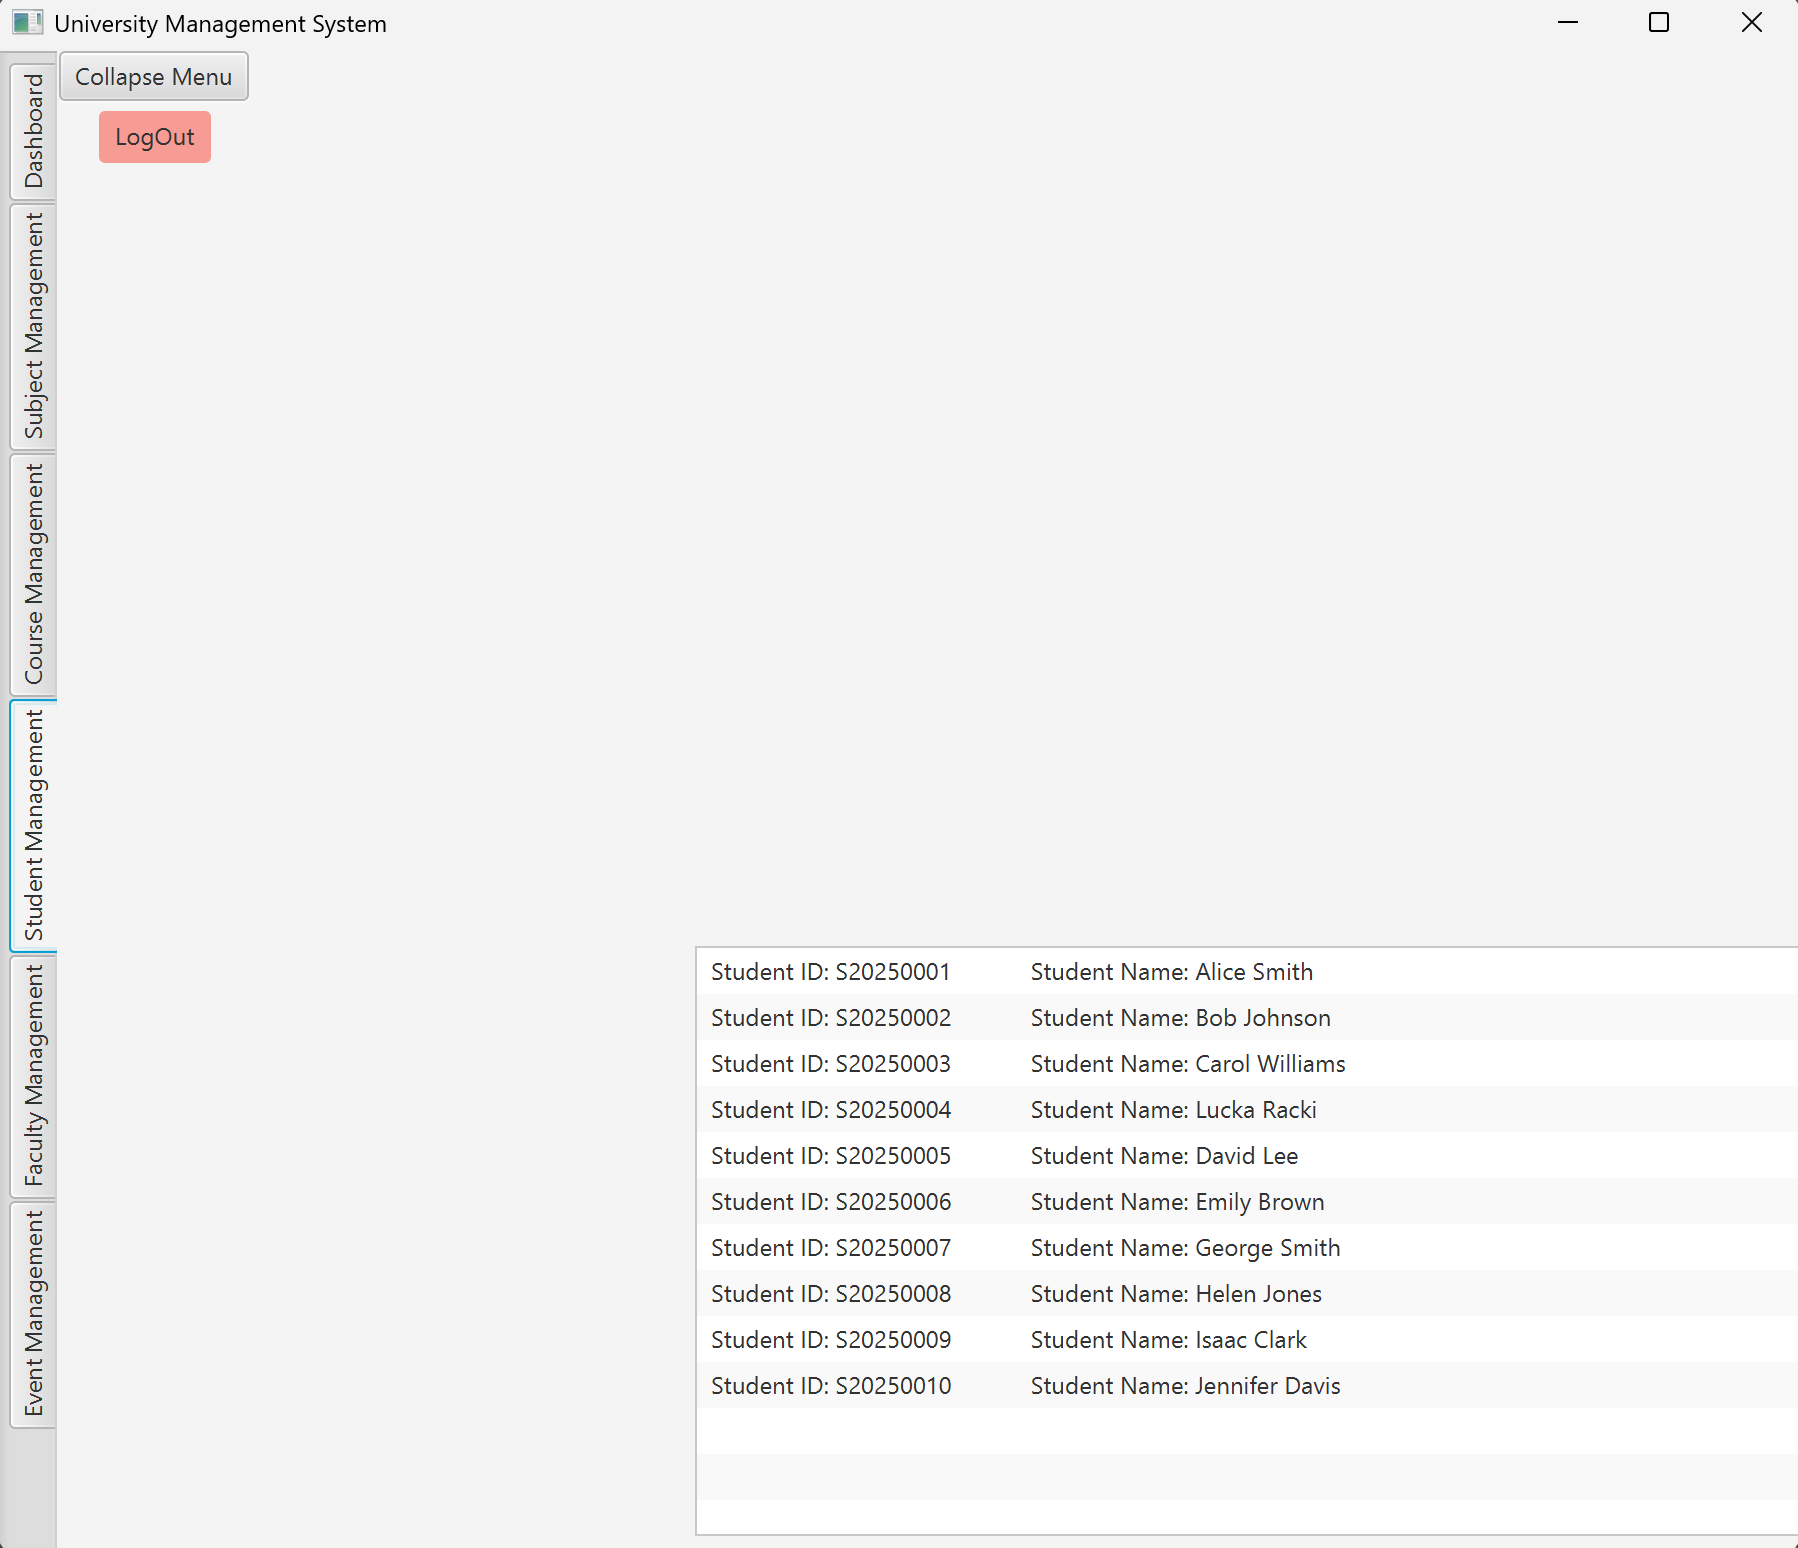 University Management System
Collapse Menu
LogOut
Dashboard
Subject Management
Course Management
Student Management
Faculty Management
Event Management
Student ID: S20250001 Student Name: Alice Smith
Student ID: S20250002 Student Name: Bob Johnson
Student ID: S20250003 Student Name: Carol Williams
Student ID: S20250004 Student Name: Lucka Racki
Student ID: S20250005 Student Name: David Lee
Student ID: S20250006 Student Name: Emily Brown
Student ID: S20250007 Student Name: George Smith
Student ID: S20250008 Student Name: Helen Jones
Student ID: S20250009 Student Name: Isaac Clark
Student ID: S20250010 Student Name: Jennifer Davis